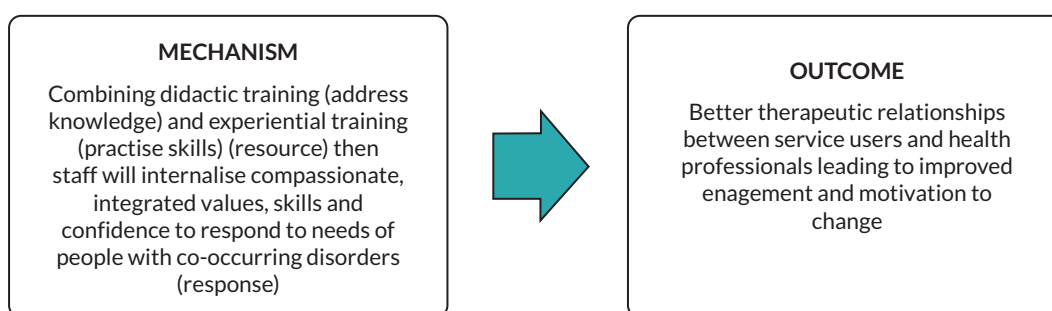 MECHANISM
Combining didactic training (address
knowledge) and experiential training
(practise skills) (resource) then
staff will internalise compassionate,
integrated values, skills and
confidence to respond to needs of
people with co-occurring disorders
(response)
OUTCOME
Better therapeutic relationships
between service users and health
professionals leading to improved
enagement and motivation to
change